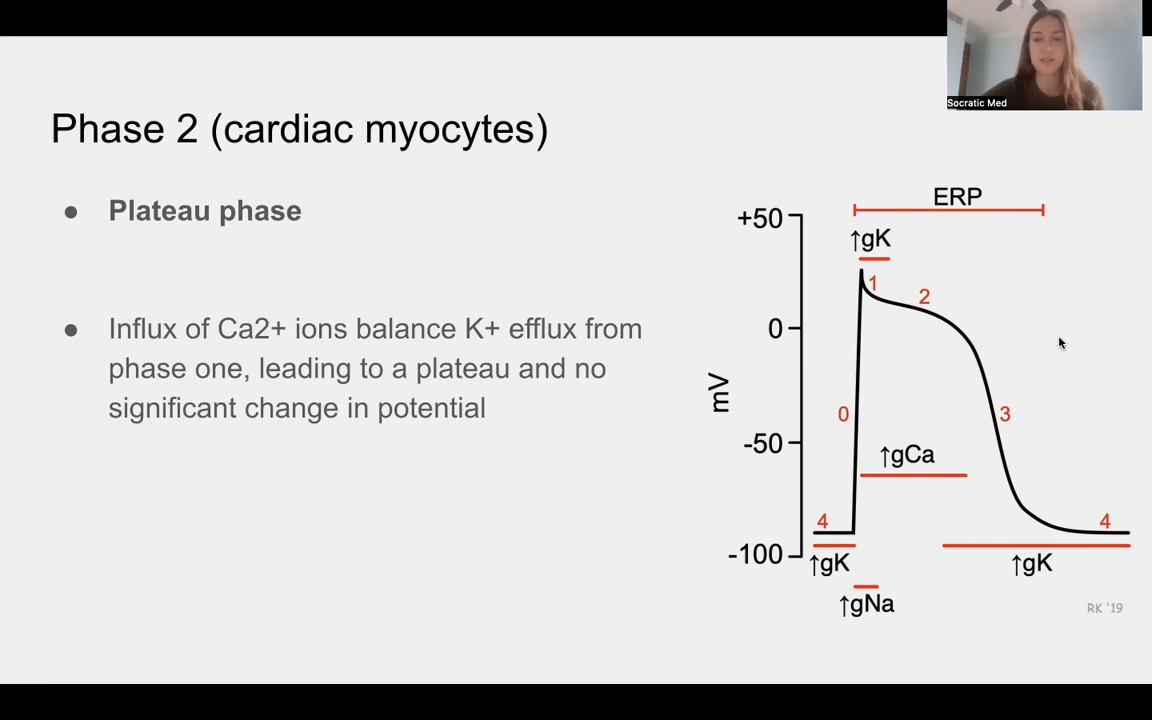 Socratic Med
Phase 2 (cardiac myocytes)
● Plateau phase
● Influx of Ca2+ ions balance K+ efflux from
phase one, leading to a plateau and no
significant change in potential
ERP
+50
↑gK
1
2
0
mV
0
3
-50
↑gCa
4
4
-100
↑gK
↑gK
↑gNa
RK '19